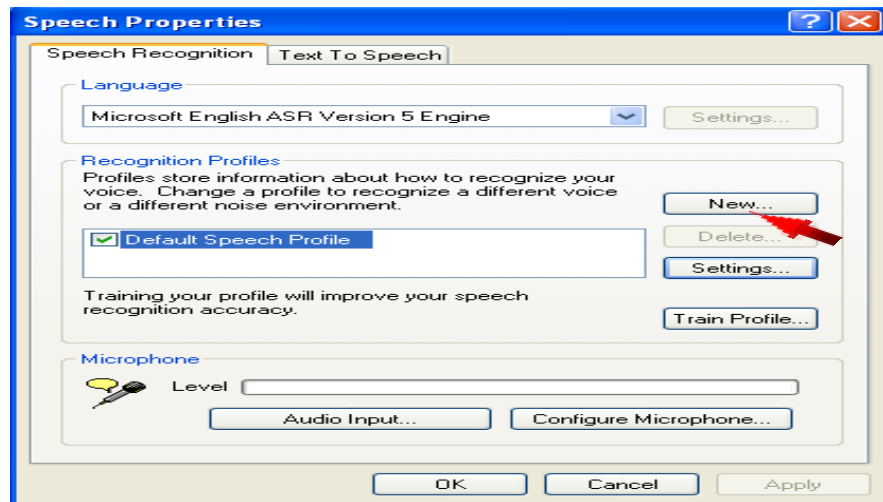 Speech Properties
Speech Recognition
Text To Speech
Language
Microsoft English ASR Version 5 Engine
Settings...
Recognition Profiles
Profiles store information about how to recognize your
voice. Change a profile to recognize a different voice
or a different noise environment.
New...
Default Speech Profile
Delete...
Settings...
Training your profile will improve your speech
recognition accuracy.
Train Profile...
Microphone
Level
Audio Input...
Configure Microphone...
OK
Cancel
Apply